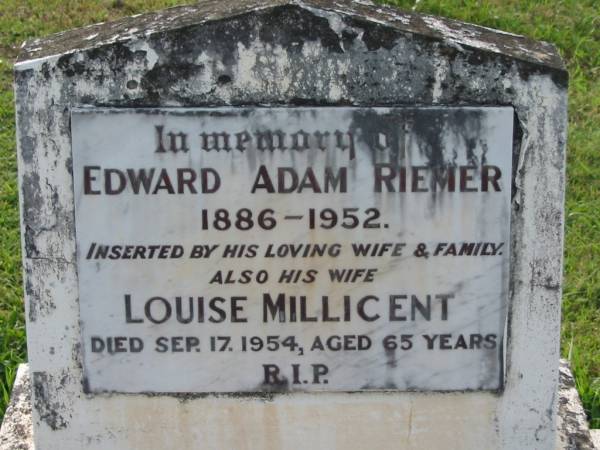 In memory of
EDWARD ADAM RIEMER
1886-1952.
INSERTED BY HIS LOVING WIFE & FAMILY.
ALSO HIS WIFE
LOUISE MILLICENT
DIED SEP. 17. 1954, AGED 65 YEARS
R.I.P.